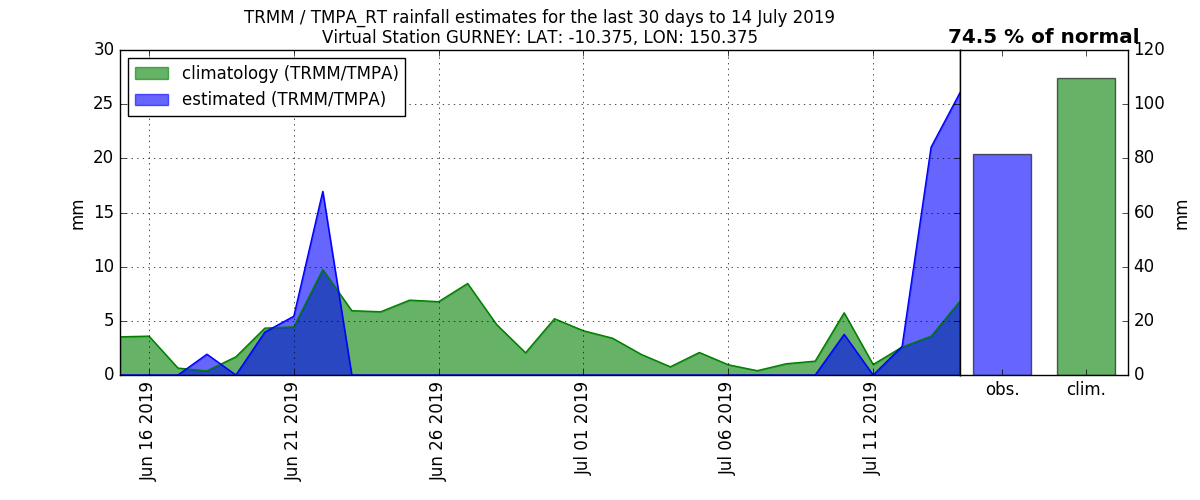 TRMM / TMPA_RT rainfall estimates for the last 30 days to 14 July 2019
Virtual Station GURNEY: LAT: -10.375, LON: 150.375
74.5 % of normal
climatology (TRMM/TMPA)
estimated (TRMM/TMPA)
mm
30
25
20
15
10
5
0
Jun 16 2019
Jun 21 2019
Jun 26 2019
Jul 01 2019
Jul 06 2019
Jul 11 2019
obs.
clim.
120
100
80
60
40
20
0
mm